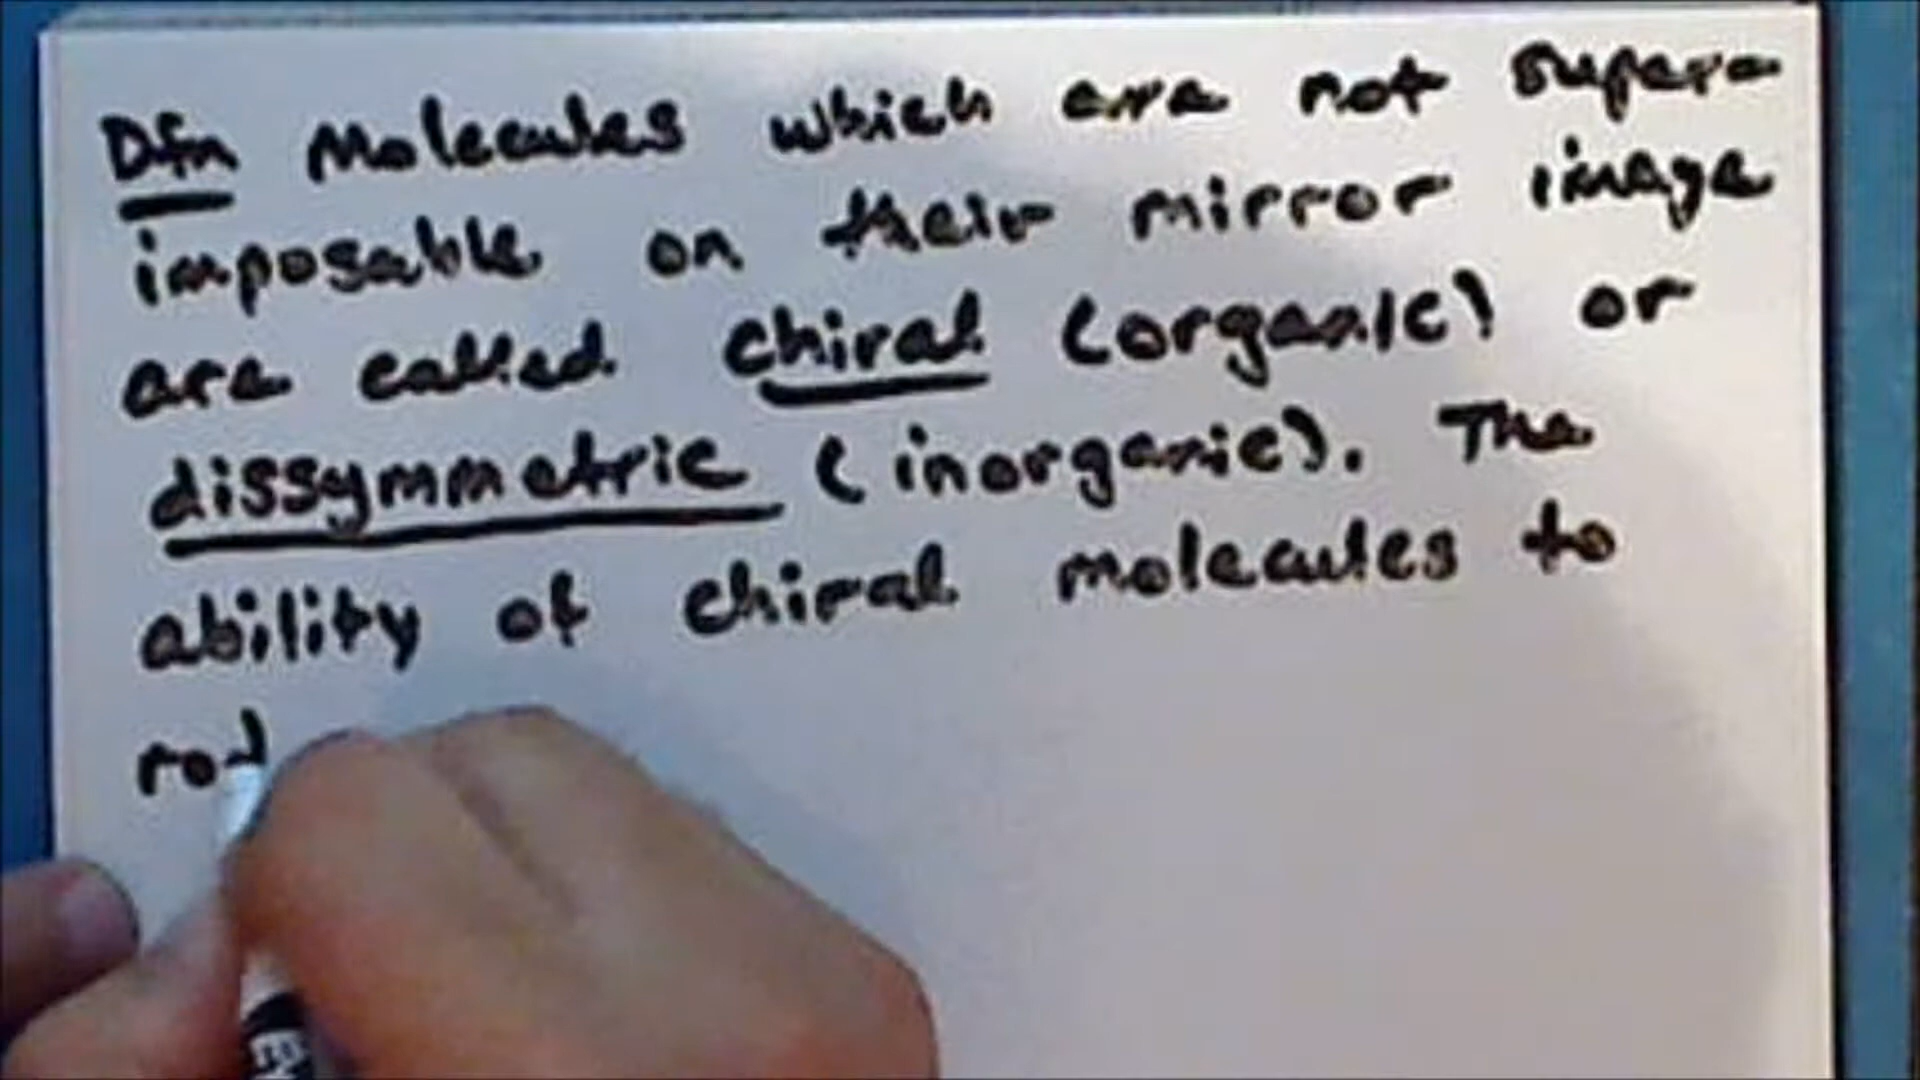 Dfn Molecules which are not super-
imposable on their mirror image
are called chiral (organic) or
dissymmetric (inorganic). The
ability of chiral molecules to
rot